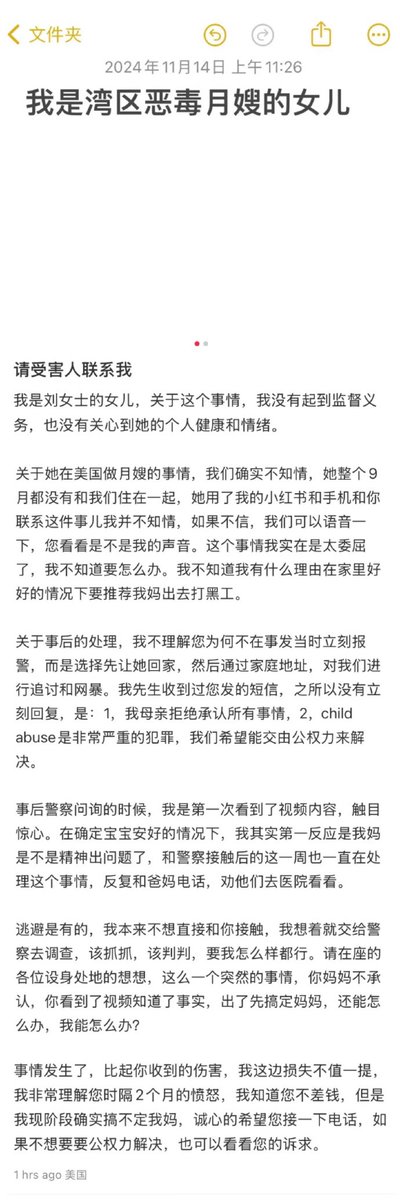 文件夹
2024年11月14日 上午11:26
我是湾区恶毒月嫂的女儿
请受害人联系我
我是刘女士的女儿，关于这个事情，我没有起到监督义
务，也没有关心到她的个人健康和情绪。
关于她在美国做月嫂的事情，我们确实不知情，她整个9
月都没有和我们住在一起，她用了我的小红书和手机和你
联系这件事儿我并不知情，如果不信，我们可以语音一
下，您看看是不是我的声音。这个事情我实在是太委屈
了，我不知道要怎么办。我不知道我有什么理由在家里好
好的情况下要推荐我妈出去打黑工。
关于事后的处理，我不理解您为何不在事发当时立刻报
警，而是选择先让她回家，然后通过家庭地址，对我们进
行追讨和网暴。我先生收到过您发的短信，之所以没有立
刻回复，是：1，我母亲拒绝承认所有事情，2，child
abuse是非常严重的犯罪，我们希望能交由公权力来解
决。
事后警察问询的时候，我是第一次看到了视频内容，触目
惊心。在确定宝宝安好的情况下，我其实第一反应是我妈
是不是精神出问题了，和警察接触后的这一周也一直在处
理这个事情，反复和爸妈电话，劝他们去医院看看。
逃避是有的，我本来不想直接和你接触，我想着就交给警
察去调查，该抓抓，该判判，要我怎么样都行。请在座的
各位设身处地的想想，这么一个突然的事情，你妈妈不承
认，你看到了视频知道了事实，出了先搞定妈妈，还能怎
么办，我能怎么办？
事情发生了，比起你收到的伤害，我这边损失不值一提，
我非常理解您时隔2个月的愤怒，我知道您不差钱，但是
我现阶段确实搞不定我妈，诚心的希望您接一下电话，如
果不想要要公权力解决，也可以看看您的诉求。
1 hrs ago 美国